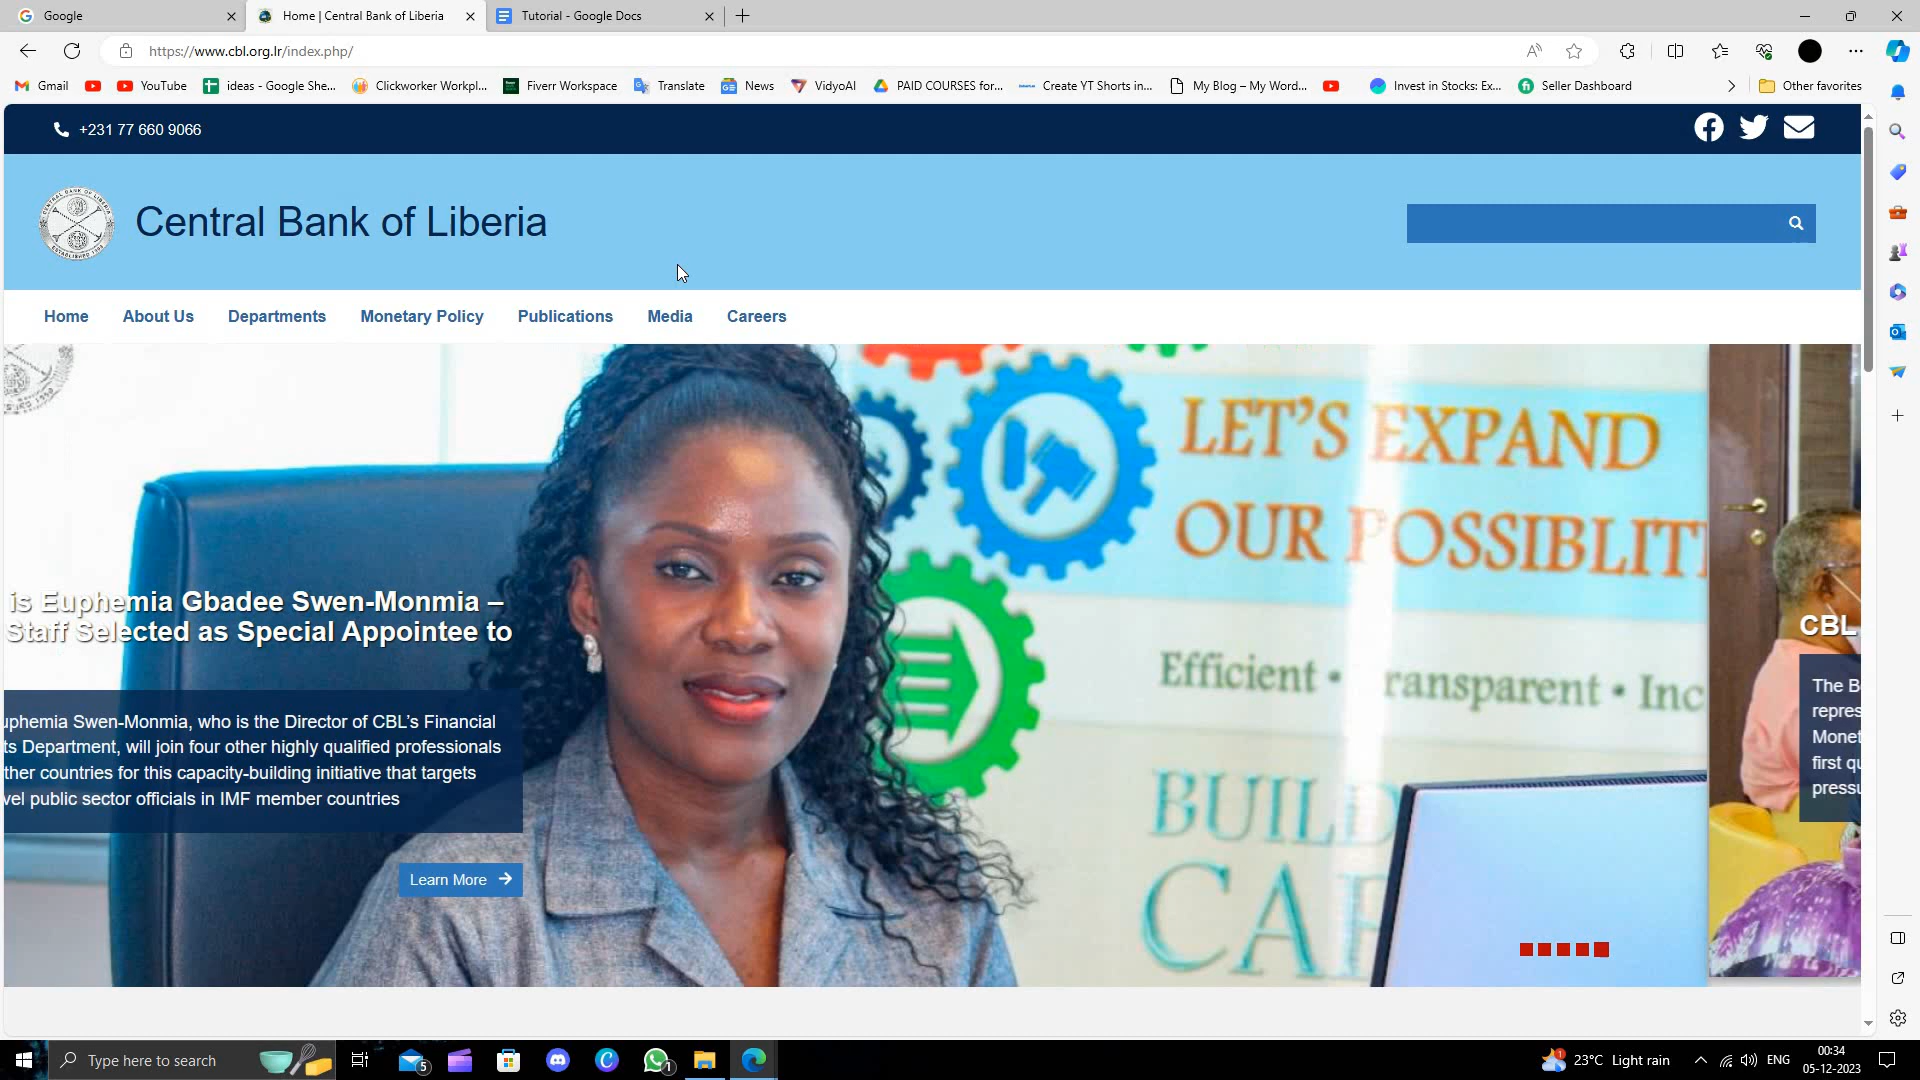 Google
Home | Central Bank of Liberia
Tutorial - Google Docs
https://www.cbl.org.lr/index.php/
Gmail
YouTube
ideas - Google She...
Clickworker Workpl...
Fiverr Workspace
Translate
News
VidyoAI
PAID COURSES for...
Create YT Shorts in...
My Blog – My Word...
Invest in Stocks: Ex...
Seller Dashboard
Other favorites
+231 77 660 9066
Central Bank of Liberia
Home
About Us
Departments
Monetary Policy
Publications
Media
Careers
LET'S EXPAND
OUR POSSIBLIT
Efficient • ransparent • Inc
BUILD
CA
is Euphemia Gbadee Swen-Monmia –
Staff Selected as Special Appointee to
uphemia Swen-Monmia, who is the Director of CBL's Financial
ts Department, will join four other highly qualified professionals
ther countries for this capacity-building initiative that targets
vel public sector officials in IMF member countries
Learn More
CBL
The B
repres
Monet
first qu
pressu
Type here to search
5
1
1
23°C Light rain
ENG
00:34
05-12-2023